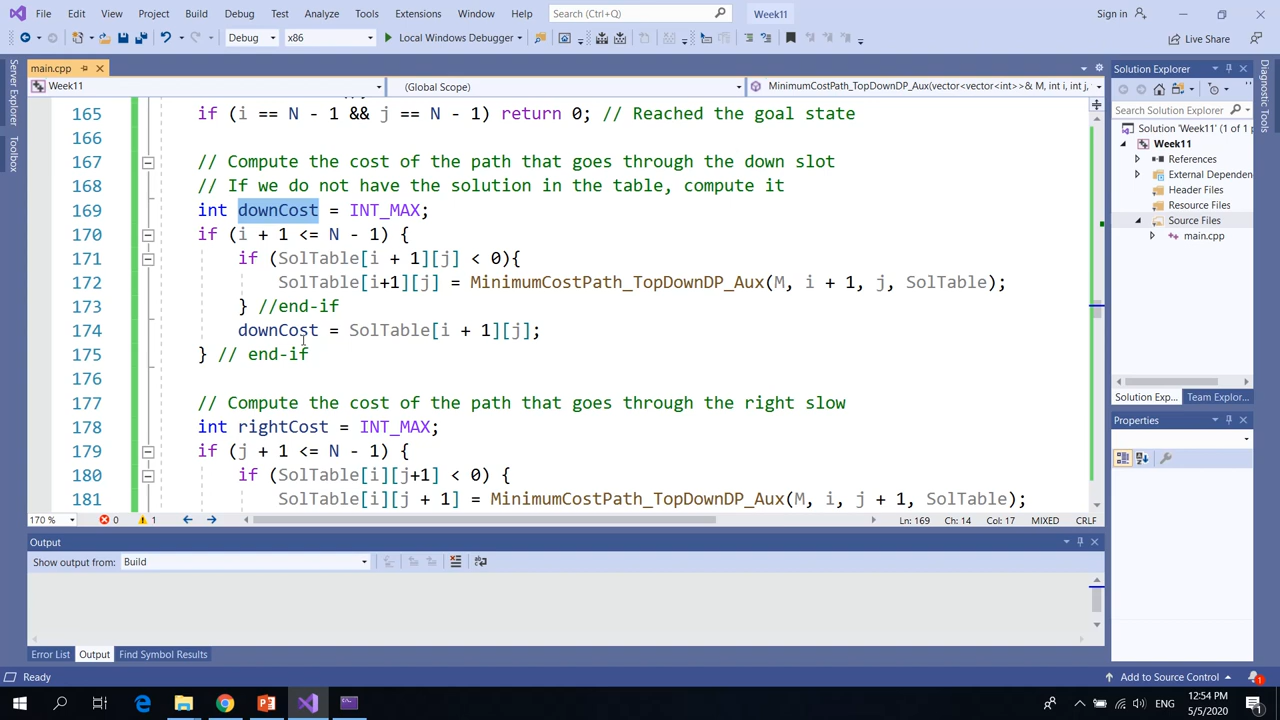 File Edit View Project Build Debug Test Analyze Tools Extensions Window Help Search (Ctrl+Q) Week11 Sign in
Debug x86 Local Windows Debugger Live Share
main.cpp
Week11 (Global Scope) MinimumCostPath_TopDownDP_Aux(vector<vector<int>>& M, int i, int j,
Server Explorer
Toolbox
165 if (i == N - 1 && j == N - 1) return 0; // Reached the goal state
166
167 // Compute the cost of the path that goes through the down slot
168 // If we do not have the solution in the table, compute it
169 int downCost = INT_MAX;
170 if (i + 1 <= N - 1) {
171 if (SolTable[i + 1][j] < 0){
172 SolTable[i+1][j] = MinimumCostPath_TopDownDP_Aux(M, i + 1, j, SolTable);
173 } //end-if
174 downCost = SolTable[i + 1][j];
175 } // end-if
176
177 // Compute the cost of the path that goes through the right slow
178 int rightCost = INT_MAX;
179 if (j + 1 <= N - 1) {
180 if (SolTable[i][j+1] < 0) {
181 SolTable[i][j + 1] = MinimumCostPath_TopDownDP_Aux(M, i, j + 1, SolTable);
170 % 0 1 Ln: 169 Ch: 14 Col: 17 MIXED CRLF
Output
Show output from: Build
Error List Output Find Symbol Results
Solution Explorer
Search Solution Explorer
Solution 'Week11' (1 of 1 p
Week11
References
External Dependen
Header Files
Resource Files
Source Files
main.cpp
Solution Exp... Team Explor...
Properties
Diagnostic Tools
Ready Add to Source Control 1
ENG 12:54 PM
5/5/2020 1